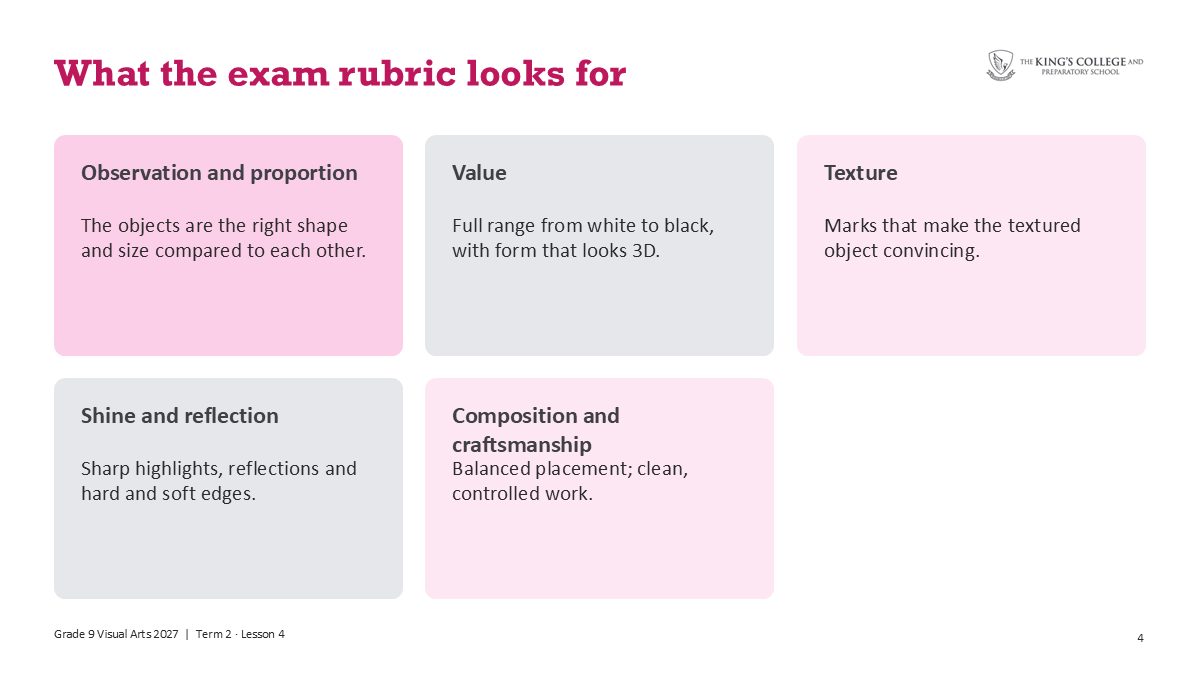 What the exam rubric looks for
THE KING'S COLLEGE AND
PREPARATORY SCHOOL
Observation and proportion
The objects are the right shape
and size compared to each other.
Value
Full range from white to black,
with form that looks 3D.
Texture
Marks that make the textured
object convincing.
Shine and reflection
Sharp highlights, reflections and
hard and soft edges.
Composition and
craftsmanship
Balanced placement; clean,
controlled work.
Grade 9 Visual Arts 2027 | Term 2 · Lesson 4
4